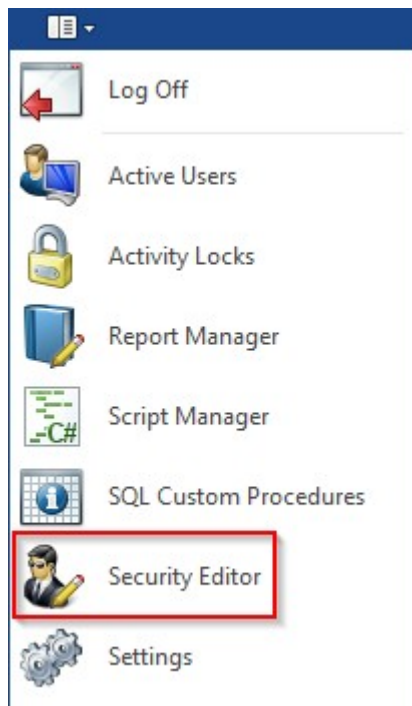 Log Off
Active Users
Activity Locks
Report Manager
C#
Script Manager
SQL Custom Procedures
Security Editor
Settings